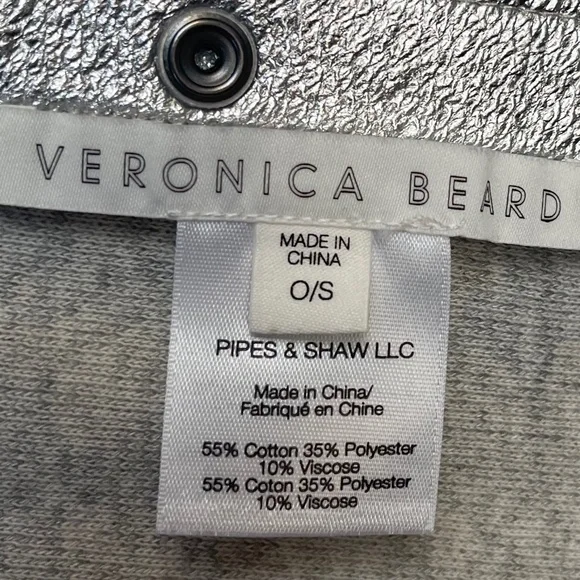 VERONICA BEARD
MADE IN
CHINA
O/S
PIPES & SHAW LLC
Made in China/
Fabriqué en Chine
55% Cotton 35% Polyester
10% Viscose
55% Coton 35% Polyester
10% Viscose